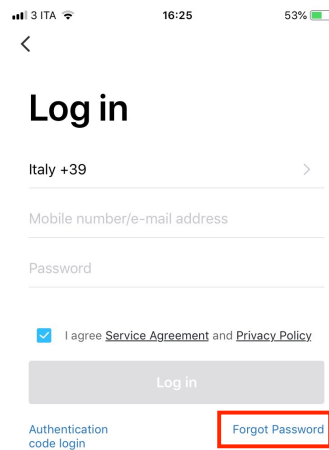 3 ITA 16:25 53%
Log in
Italy +39
Mobile number/e-mail address
Password
I agree Service Agreement and Privacy Policy
Log in
Authentication Forgot Password
code login